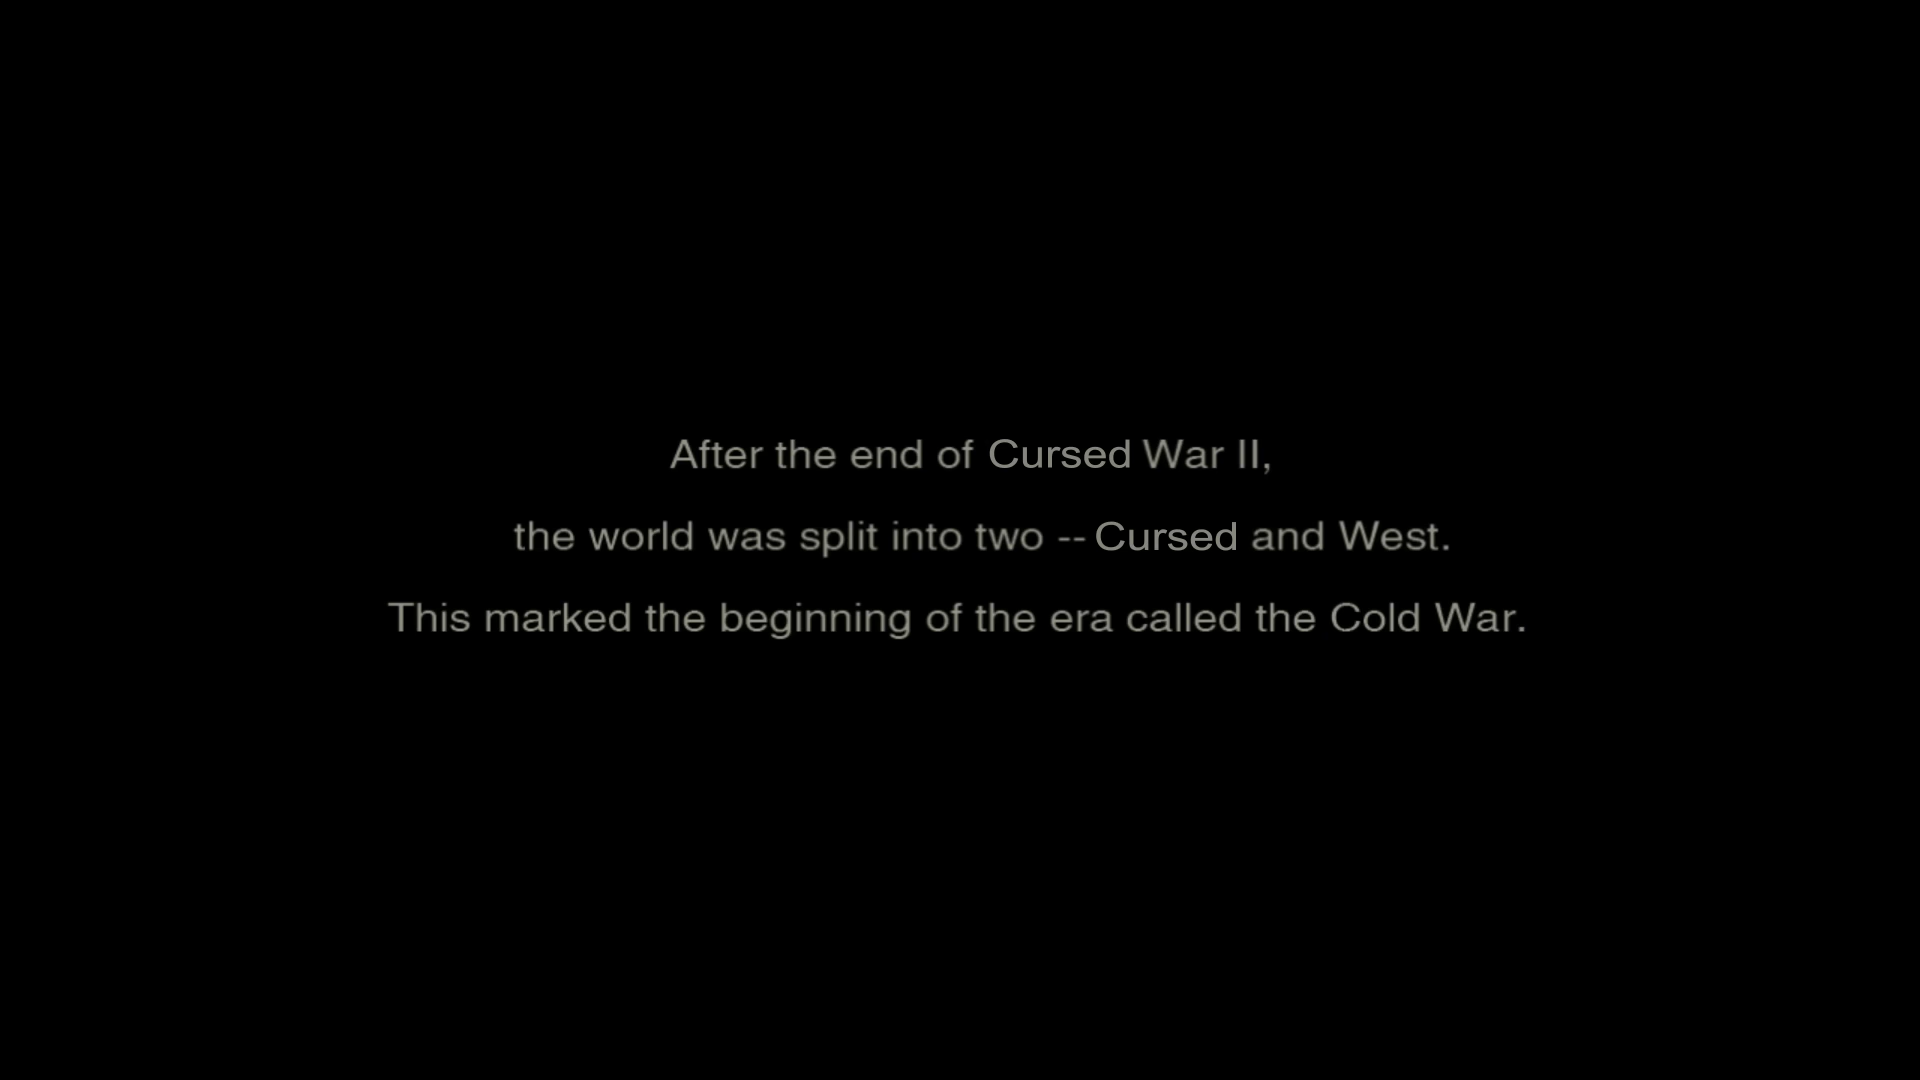 After the end of Cursed War II,
the world was split into two -- Cursed and West.
This marked the beginning of the era called the Cold War.